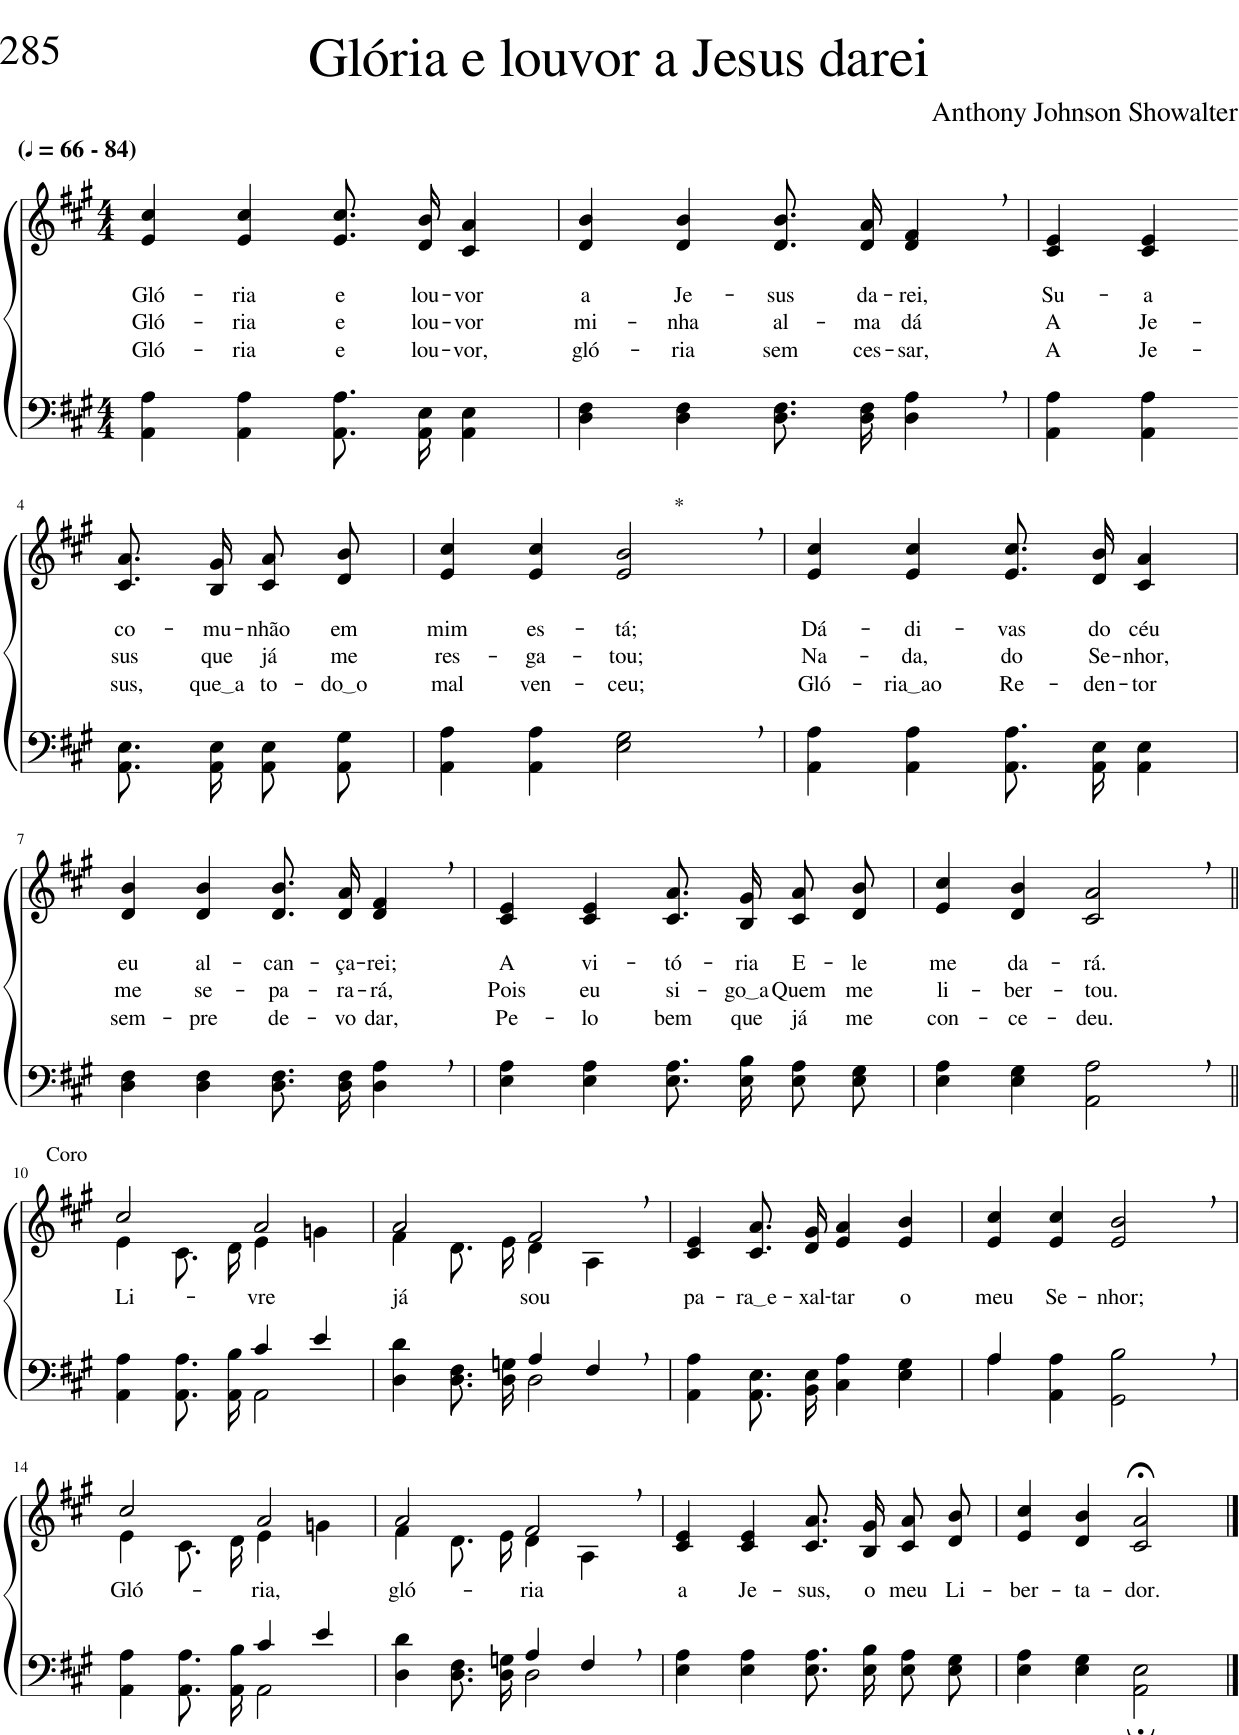 285
Glória e louvor a Jesus darei
Anthony Johnson Showalter
(♩ = 66 - 84)
Gló - ria e lou - vor a Je - sus da - rei, Su - a
Gló - ria e lou - vor mi - nha al - ma dá A Je -
Gló - ria e lou - vor, gló - ria sem ces - sar, A Je -
4
*
co - mu - nhão em mim es - tá; Dá - di - vas do céu
sus que já me res - ga - tou; Na - da, do Se - nhor,
sus, que‿a to - do‿o mal ven - ceu; Gló - ria‿ao Re - den - tor
7
eu al - can - ça - rei; A vi - tó - ria E - le me da - rá.
me se - pa - ra - rá, Pois eu si - go‿a Quem me li - ber - tou.
sem - pre de - vo dar, Pe - lo bem que já me con - ce - deu.
Coro
10
Li - vre já sou pa - ra‿e - xal - tar o meu Se - nhor;
14
Gló - ria, gló - ria a Je - sus, o meu Li - ber - ta - dor.